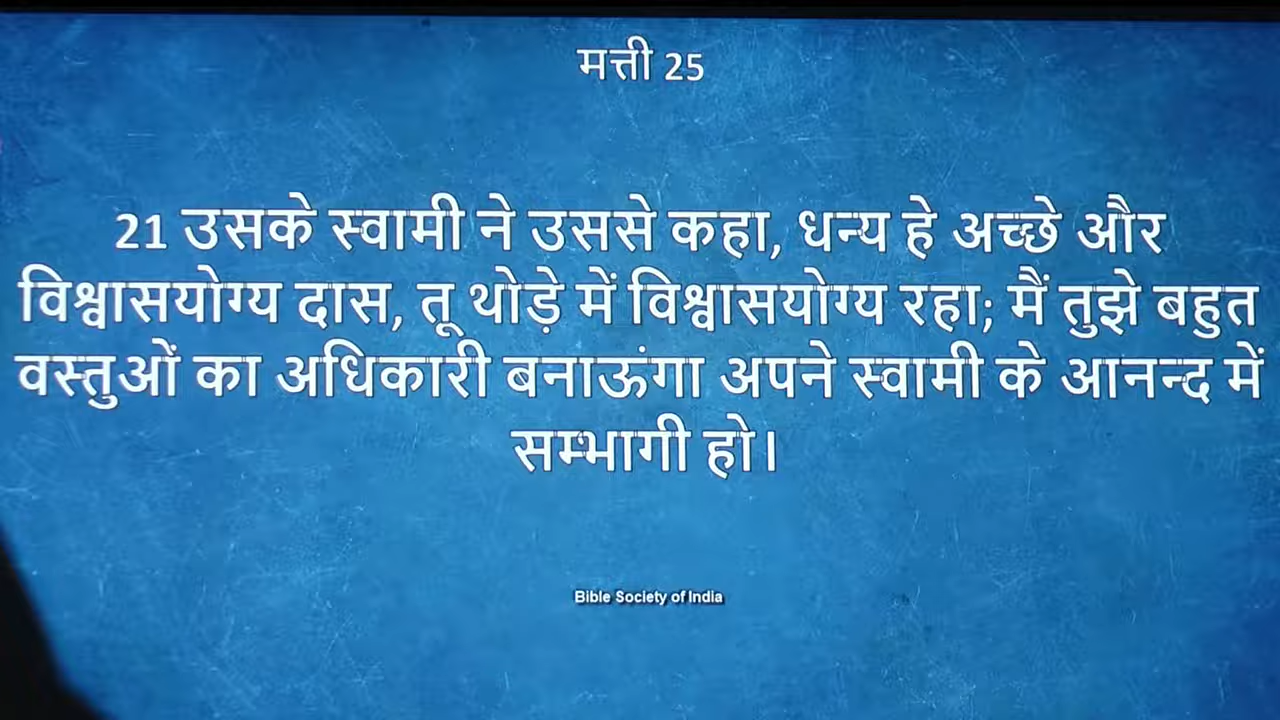 मत्ती 25
21 उसके स्वामी ने उससे कहा, धन्य हे अच्छे और
विश्वासयोग्य दास, तू थोड़े में विश्वासयोग्य रहा; मैं तुझे बहुत
वस्तुओं का अधिकारी बनाऊंगा अपने स्वामी के आनन्द में
सम्भागी हो।
Bible Society of India